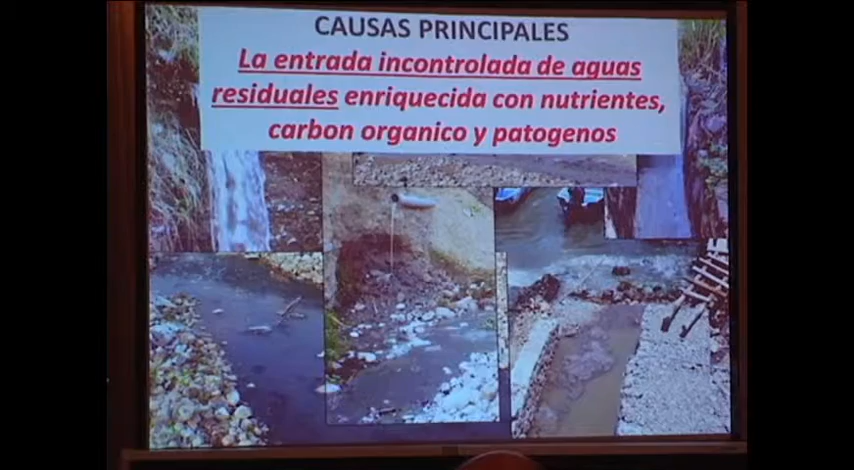 CAUSAS PRINCIPALES
La entrada incontrolada de aguas
residuales enriquecida con nutrientes,
carbon organico y patogenos